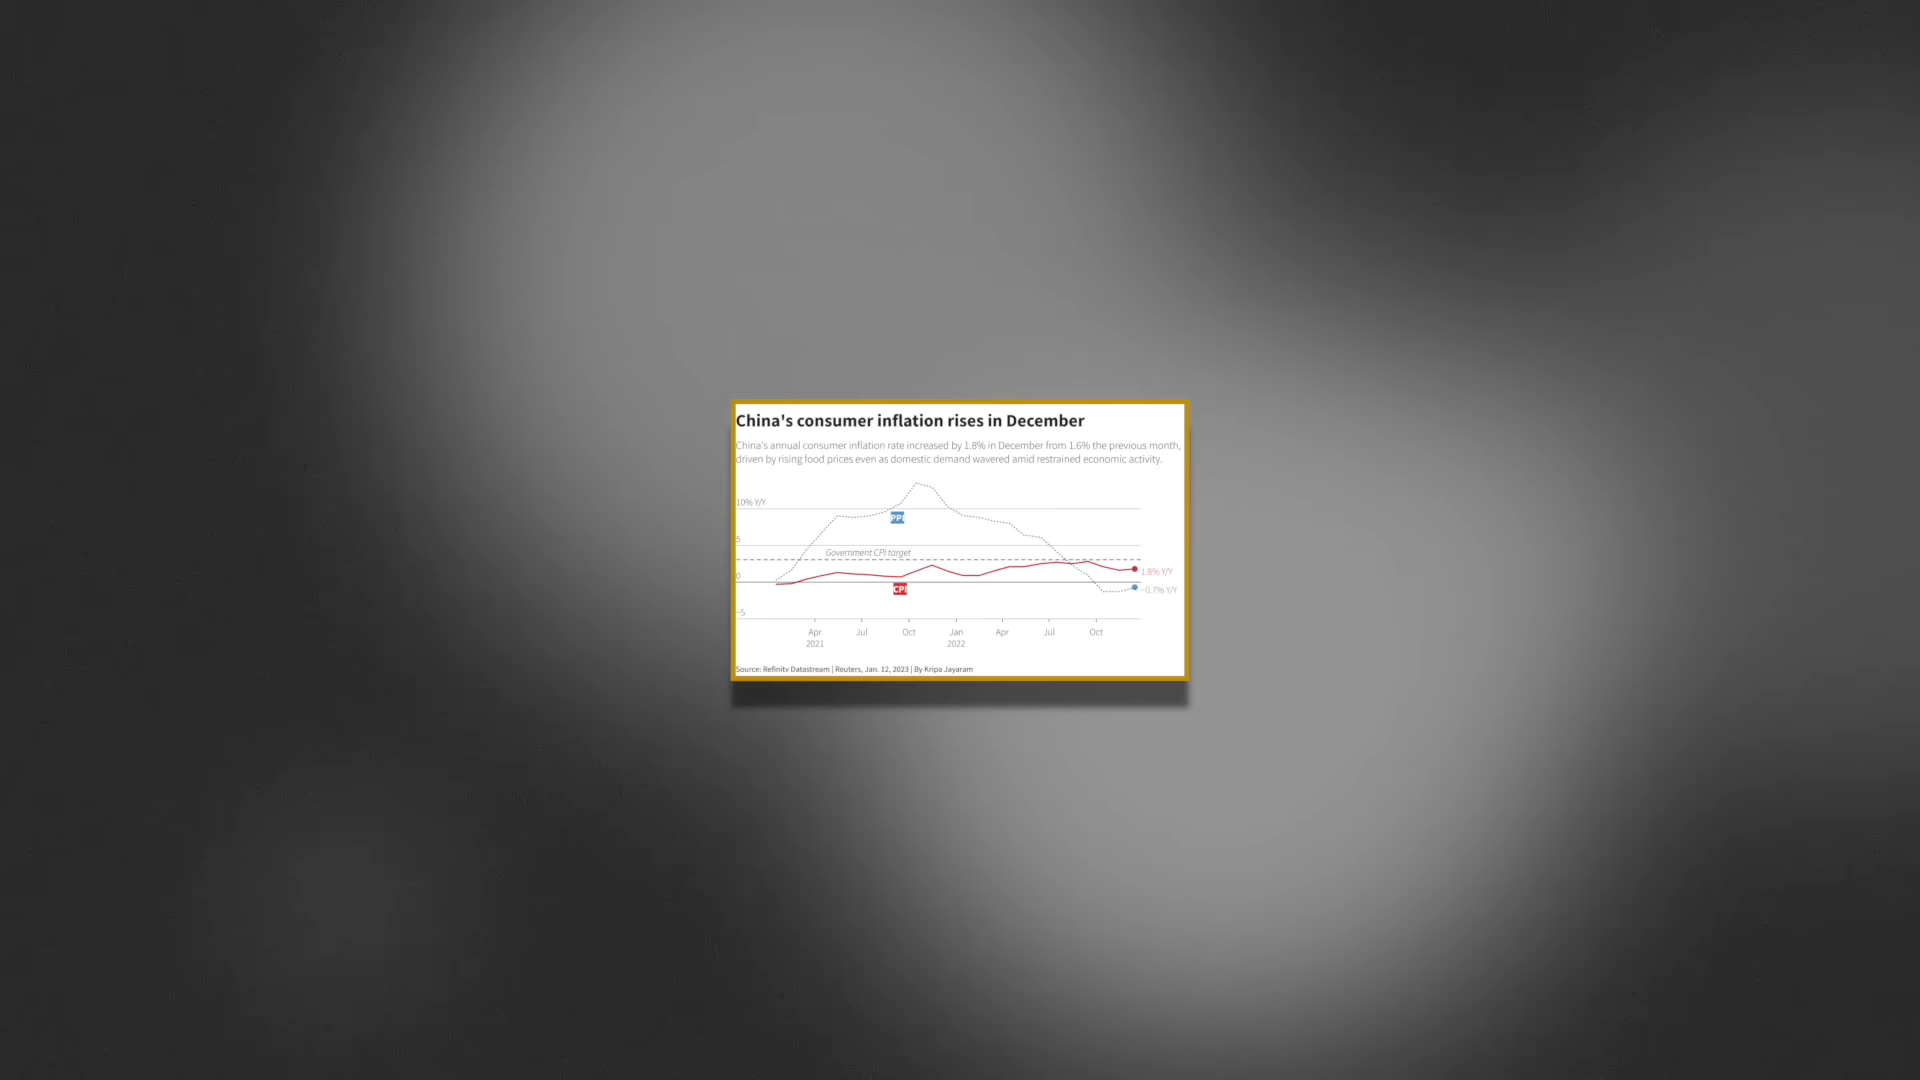 China's consumer inflation rises in December
China's annual consumer inflation rate increased by 1.8% in December from 1.6% the previous month,
driven by rising food prices even as domestic demand wavered amid restrained economic activity.
10% Y/Y
PPI
5
Government CPI target
0
1.8% Y/Y
CPI
−0.7% Y/Y
−5
Apr Jul Oct Jan Apr Jul Oct
2021 2022
Source: Refinitv Datastream | Reuters, Jan. 12, 2023 | By Kripa Jayaram